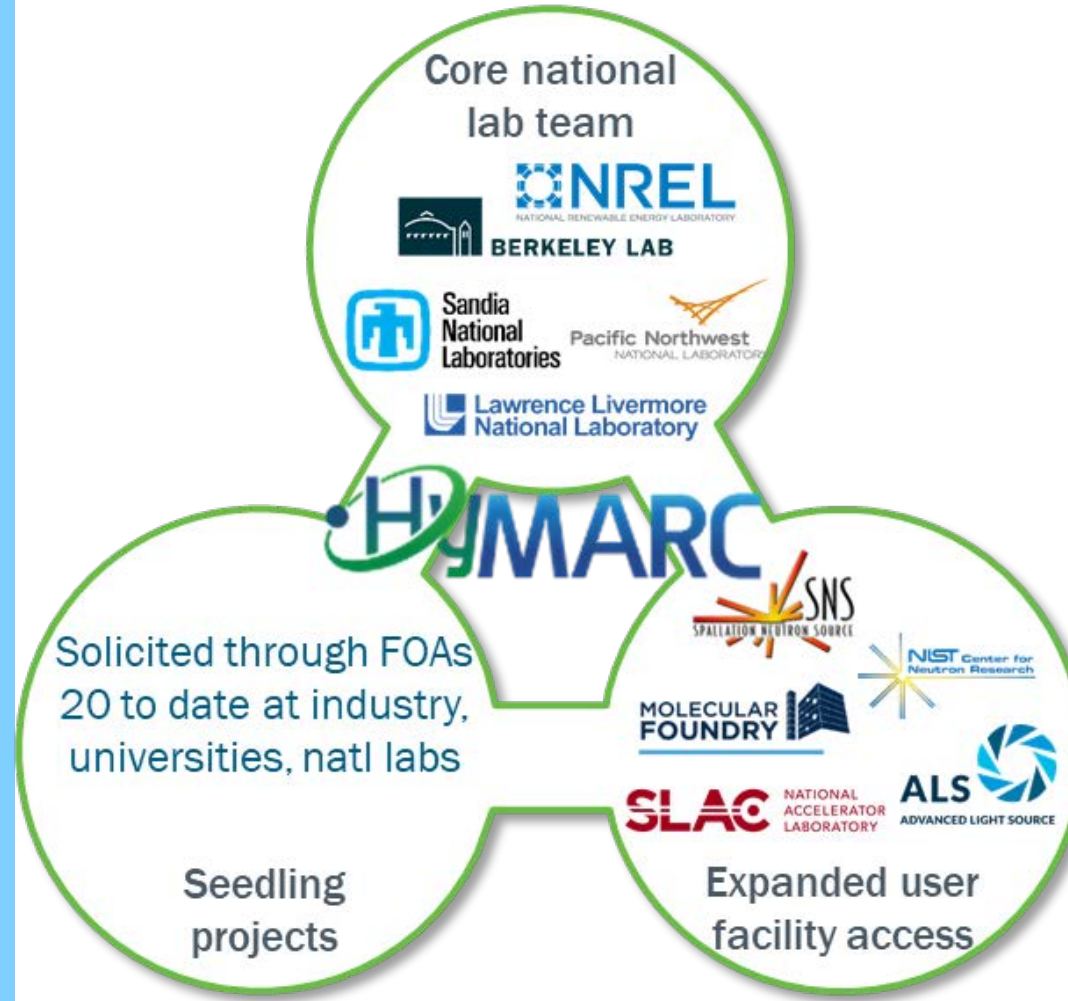 Core national
lab team
NREL
NATIONAL RENEWABLE ENERGY LABORATORY
BERKELEY LAB
Sandia
National
Laboratories
Pacific Northwest
NATIONAL LABORATORY
Lawrence Livermore
National Laboratory
HyMARC
Solicited through FOAs
20 to date at industry,
universities, natl labs
Seedling
projects
SNS
SPALLATION NEUTRON SOURCE
NIST Center for
Neutron Research
MOLECULAR
FOUNDRY
SLAC
NATIONAL
ACCELERATOR
LABORATORY
ALS
ADVANCED LIGHT SOURCE
Expanded user
facility access